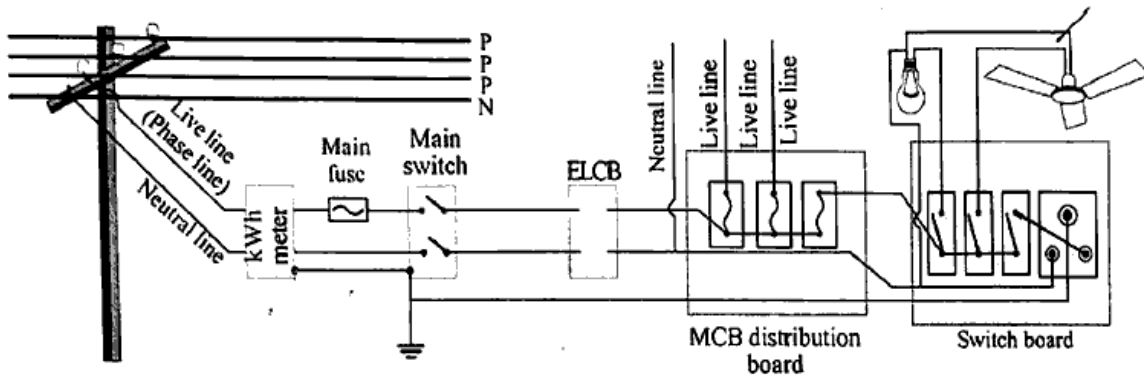 P
P
P
N
Live line
(Phase line)
Neutral line
kWh
meter
Main
fuse
Main
switch
ELCB
Neutral line
Live line
Live line
Live line
MCB distribution
board
Switch board